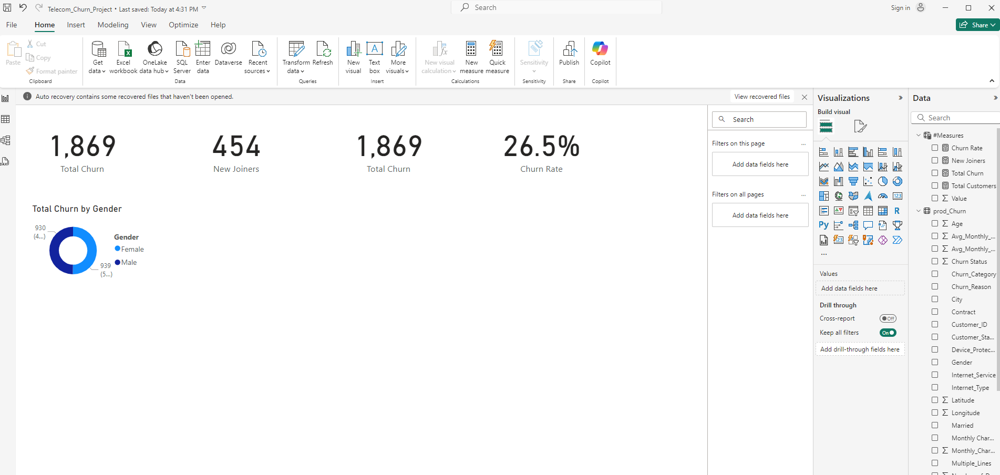 Telecom_Churn_Project • Last saved: Today at 4:31 PM
Search
Sign in
File Home Insert Modeling View Optimize Help
Share
Paste
Cut
Copy
Format painter
Clipboard
Get data
Excel workbook
OneLake data hub
SQL Server
Enter data
Dataverse
Recent sources
Data
Transform data
Refresh
Queries
New visual
Text box
More visuals
Insert
New visual calculation
New measure
Quick measure
Calculations
Sensitivity
Sensitivity
Publish
Share
Copilot
Copilot
Auto recovery contains some recovered files that haven't been opened.
View recovered files
1,869
Total Churn
454
New Joiners
1,869
Total Churn
26.5%
Churn Rate
Total Churn by Gender
930
(4...)
939
(5...)
Gender
Female
Male
Search
Filters on this page
...
Add data fields here
Filters on all pages
...
Add data fields here
Visualizations
Build visual
123
R
Py
123
...
Values
Add data fields here
Drill through
Cross-report
Off
Keep all filters
On
Add drill-through fields here
Data
Search
#Measures
Churn Rate
New Joiners
Total Churn
Total Customers
Value
prod_Churn
Age
Avg_Monthly_...
Avg_Monthly_...
Churn Status
Churn_Category
Churn_Reason
City
Contract
Customer_ID
Customer_Sta...
Device_Protec...
Gender
Internet_Service
Internet_Type
Latitude
Longitude
Married
Monthly Char...
Monthly_Char...
Multiple_Lines